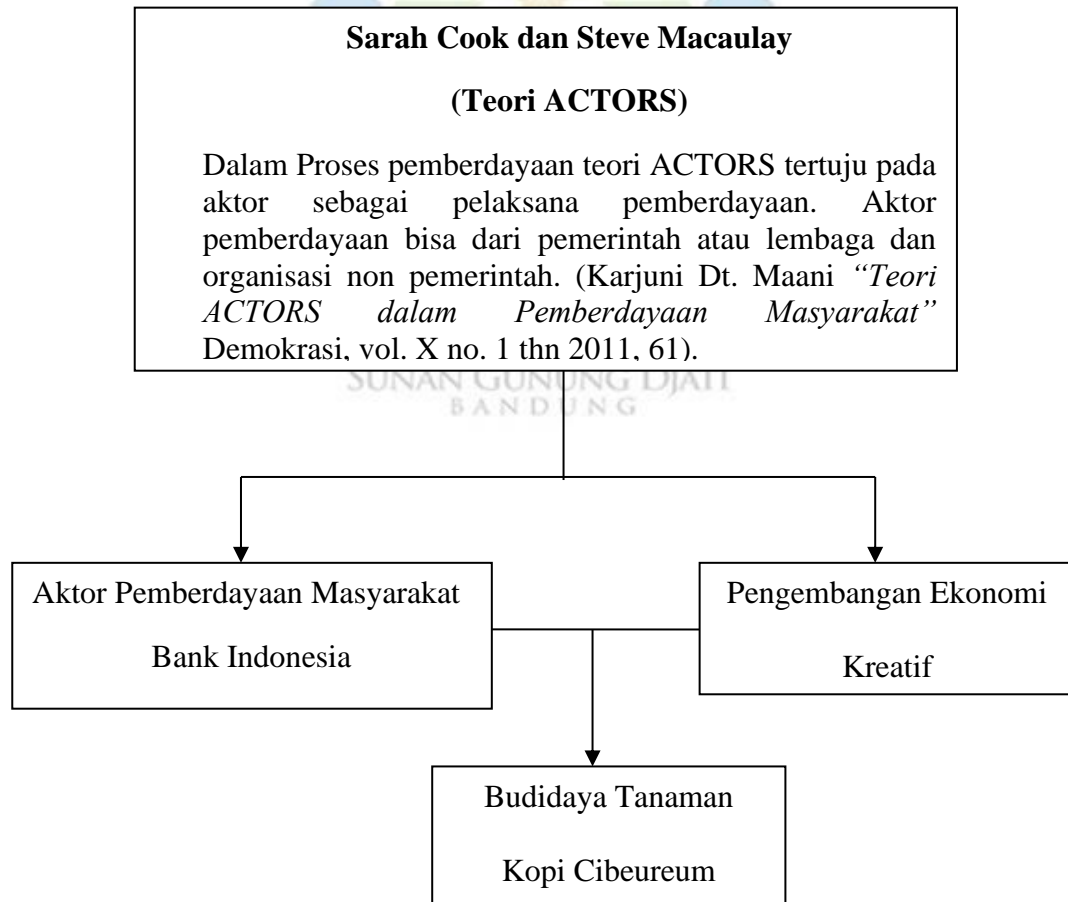 Sarah Cook dan Steve Macaulay
(Teori ACTORS)
Dalam Proses pemberdayaan teori ACTORS tertuju pada
aktor sebagai pelaksana pemberdayaan. Aktor
pemberdayaan bisa dari pemerintah atau lembaga dan
organisasi non pemerintah. (Karjuni Dt. Maani “Teori
ACTORS dalam Pemberdayaan Masyarakat”
Demokrasi, vol. X no. 1 thn 2011, 61).
SUNAN GUNUNG DJATI
BANDUNG
Aktor Pemberdayaan Masyarakat
Bank Indonesia
Pengembangan Ekonomi
Kreatif
Budidaya Tanaman
Kopi Cibeureum